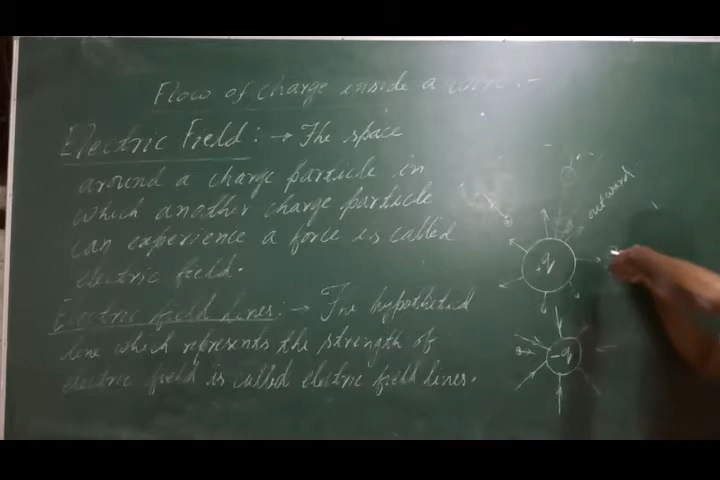 Flow of charge inside a wire :-
Electric Field :→ The space
around a charge particle in
which another charge particle
can experience a force is called
electric field.
Electric field lines :→ The hypothetical
line which represents the strength of
electric field is called electric field lines.
outward
+q
-q